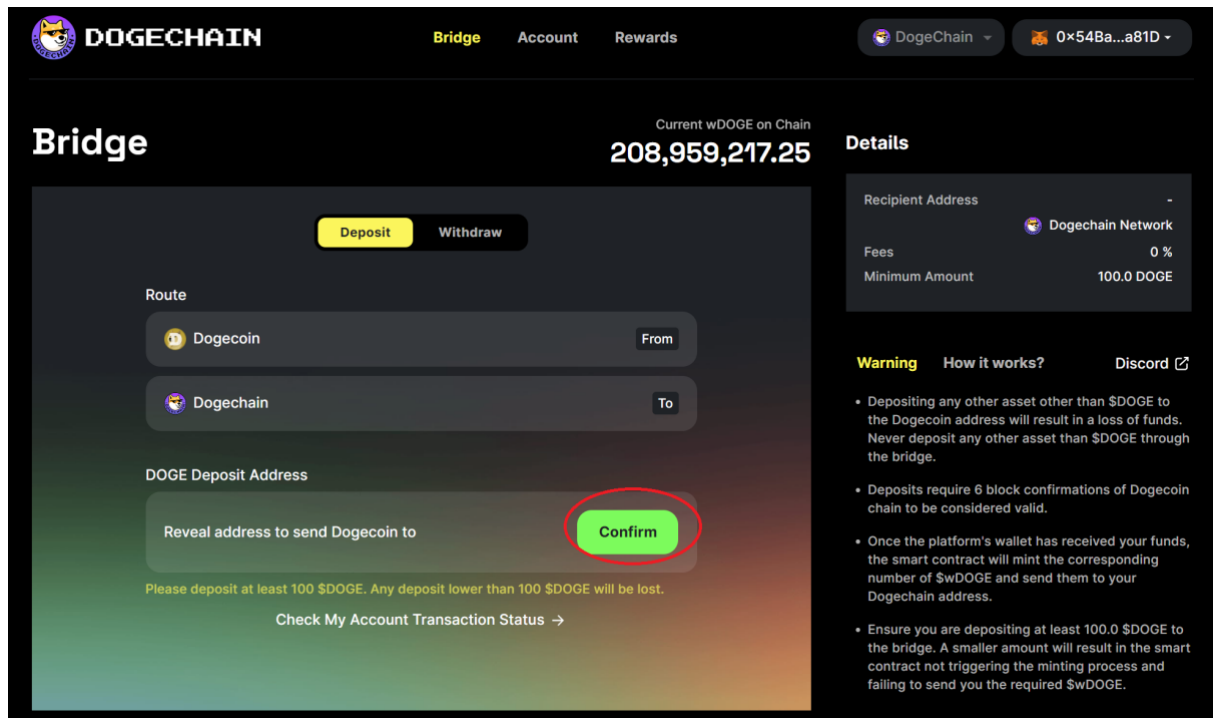 DOGECHAIN
Bridge Account Rewards
DogeChain
0×54Ba...a81D
Bridge
Current wDOGE on Chain
208,959,217.25
Deposit Withdraw
Route
Dogecoin From
Dogechain To
DOGE Deposit Address
Reveal address to send Dogecoin to Confirm
Please deposit at least 100 $DOGE. Any deposit lower than 100 $DOGE will be lost.
Check My Account Transaction Status →
Details
Recipient Address -
Dogechain Network
Fees 0 %
Minimum Amount 100.0 DOGE
Warning How it works? Discord
• Depositing any other asset other than $DOGE to
the Dogecoin address will result in a loss of funds.
Never deposit any other asset than $DOGE through
the bridge.
• Deposits require 6 block confirmations of Dogecoin
chain to be considered valid.
• Once the platform's wallet has received your funds,
the smart contract will mint the corresponding
number of $wDOGE and send them to your
Dogechain address.
• Ensure you are depositing at least 100.0 $DOGE to
the bridge. A smaller amount will result in the smart
contract not triggering the minting process and
failing to send you the required $wDOGE.